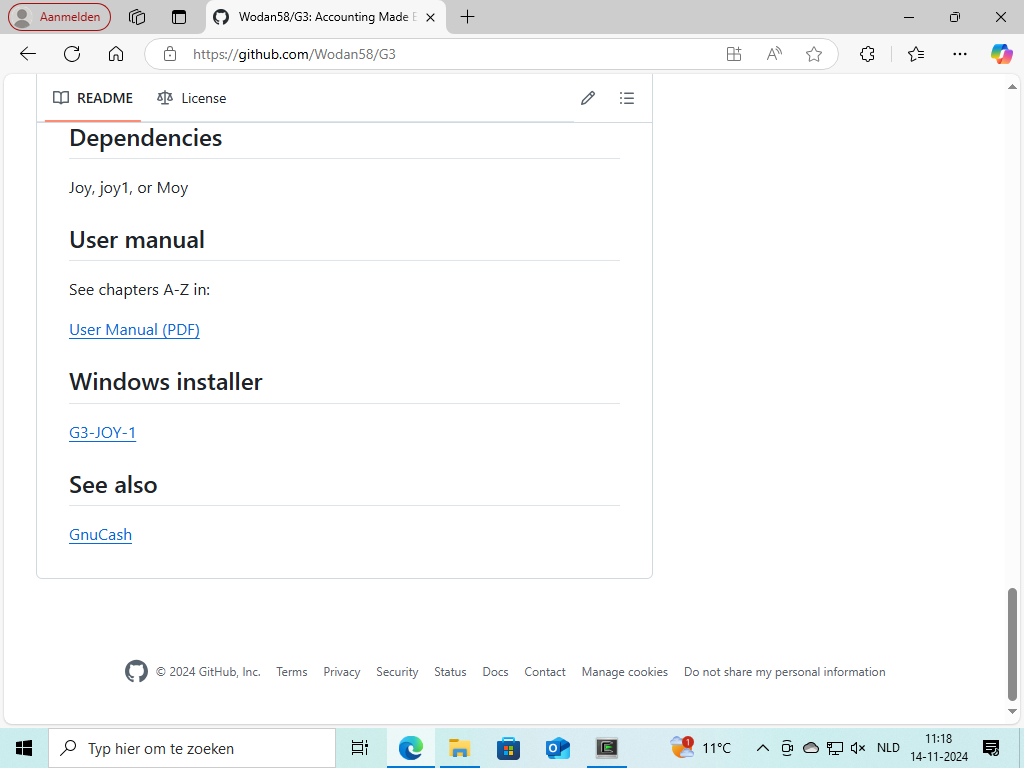 Aanmelden
Wodan58/G3: Accounting Made E
https://github.com/Wodan58/G3
README
License
Dependencies
Joy, joy1, or Moy
User manual
See chapters A-Z in:
User Manual (PDF)
Windows installer
G3-JOY-1
See also
GnuCash
© 2024 GitHub, Inc. Terms Privacy Security Status Docs Contact Manage cookies Do not share my personal information
Typ hier om te zoeken
1
11°C
NLD
11:18
14-11-2024